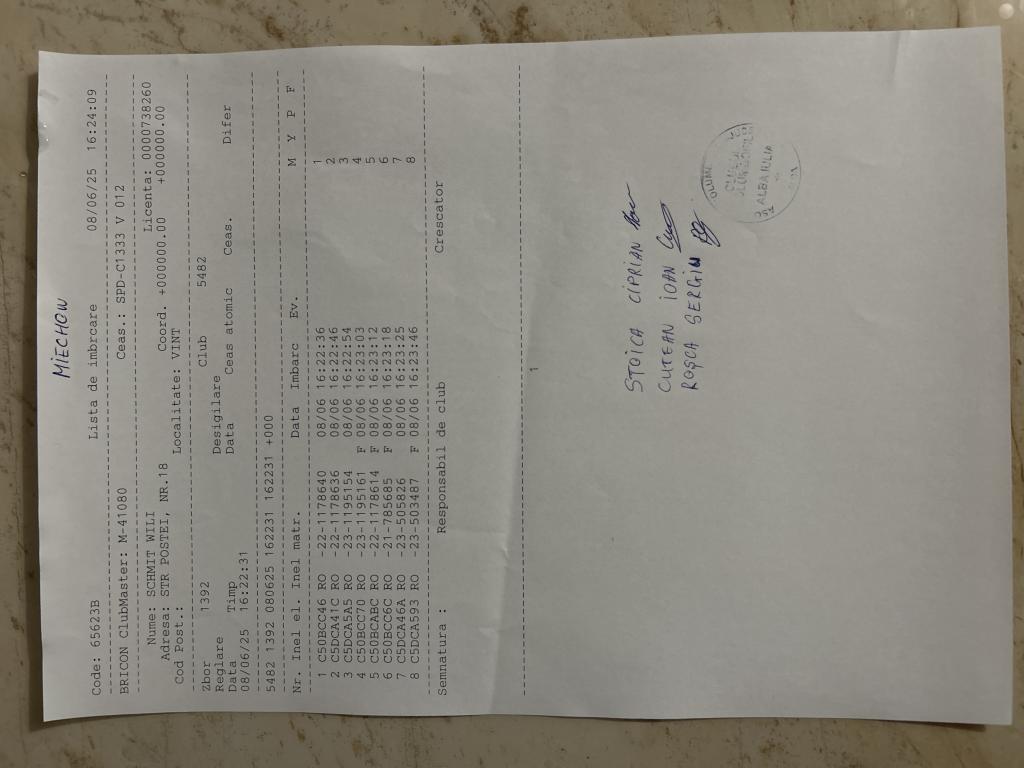 MIECHOW
Code: 65623B Lista de imbrcare 08/06/25 16:24:09
BRICON ClubMaster: M-41080 Ceas.: SPD-C1333 V 012
Nume: SCHMIT WILI Licenta: 0000738260
Adresa: STR POSTEI, NR.18 Coord. +000000.00 +000000.00
Cod Post.: Localitate: VINT
Zbor 1392 Club 5482
Reglare Desigilare
Data Timp Data Ceas atomic Ceas. Difer
08/06/25 16:22:31
5482 1392 080625 162231 162231 +000
Nr. Inel el. Inel matr. Data Imbarc Ev. M Y P F
1 C50BCC46 RO -22-1178640 08/06 16:22:36 1
2 C5DCA41C RO -22-1178636 08/06 16:22:46 2
3 C5DCA5A5 RO -23-1195154 08/06 16:22:54 3
4 C50BCC70 RO -23-1195161 F 08/06 16:23:03 4
5 C50BCABC RO -22-1178614 F 08/06 16:23:12 5
6 C50BCC6C RO -21-785685 F 08/06 16:23:18 6
7 C5DCA46A RO -23-505826 08/06 16:23:25 7
8 C5DCA593 RO -23-503487 F 08/06 16:23:46 8
Semnatura : Responsabil de club Crescator
1
STOICA CIPRIAN
CUTEAN IOAN
ROȘCA SERGIU
ALBA IULIA